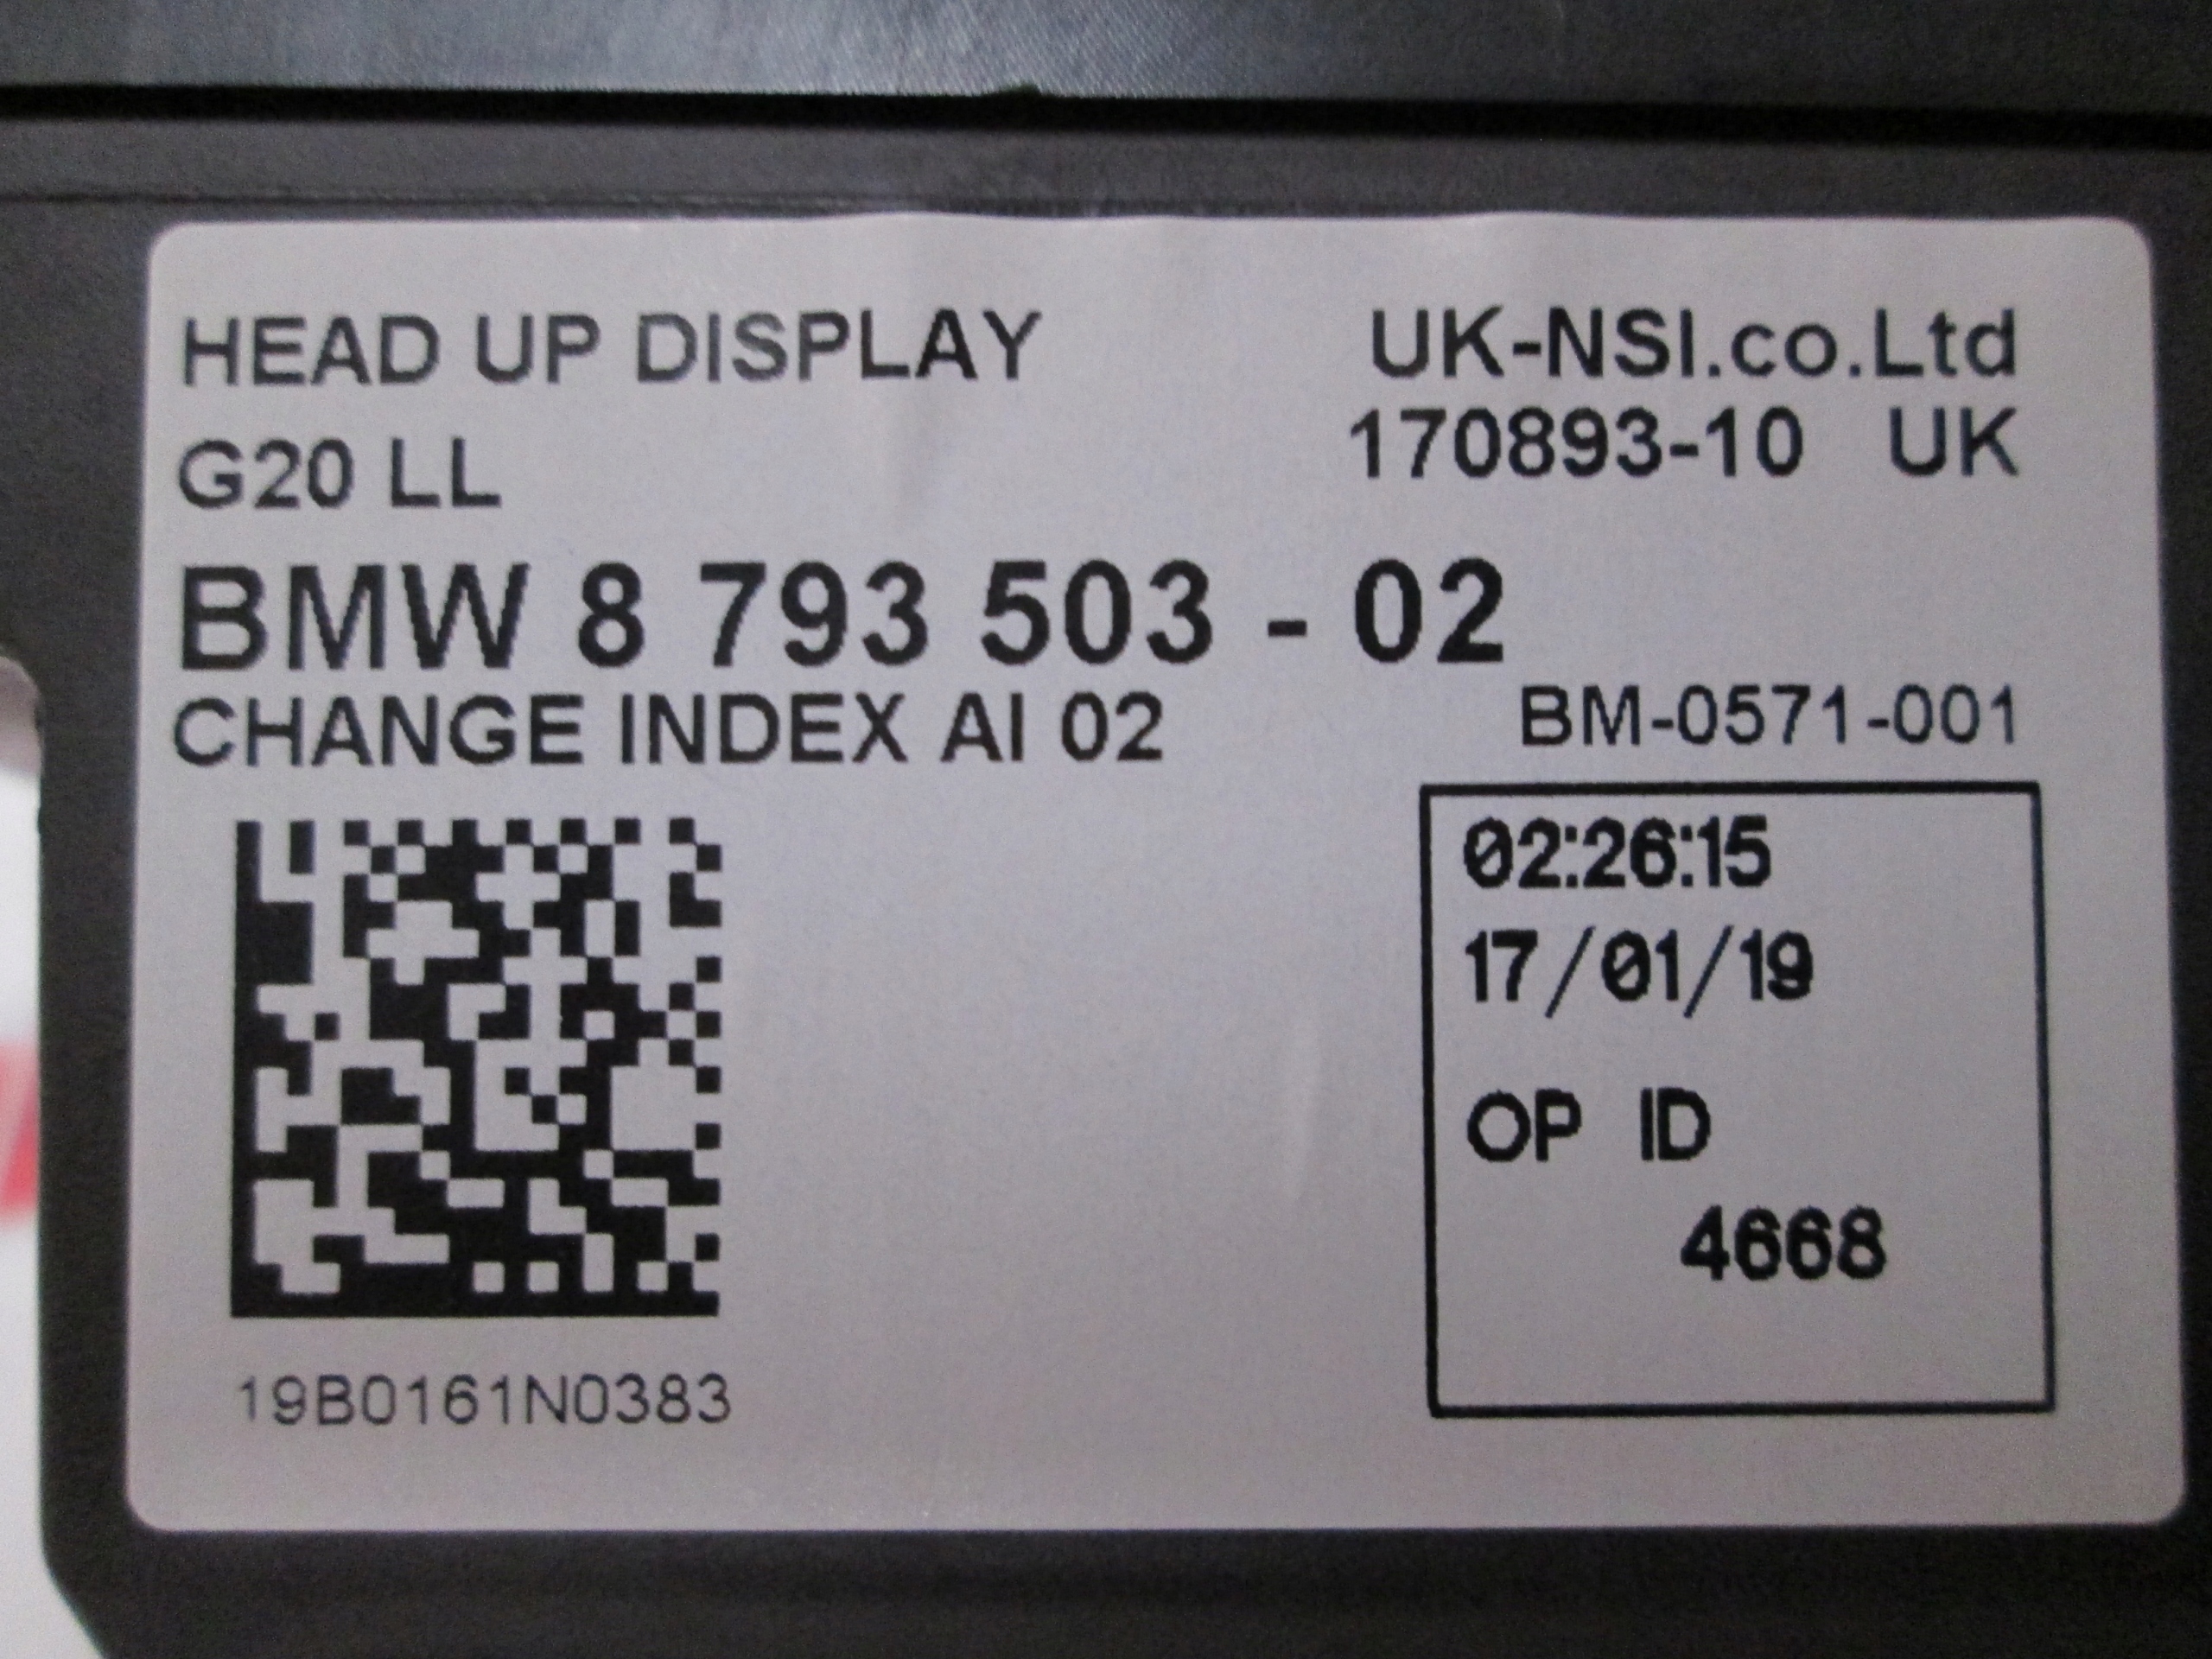 HEAD UP DISPLAY
UK-NSI.co.Ltd
G20 LL
170893-10 UK
BMW 8 793 503 - 02
CHANGE INDEX AI 02
BM-0571-001
02:26:15
17/01/19
OP ID
4668
19B0161N0383